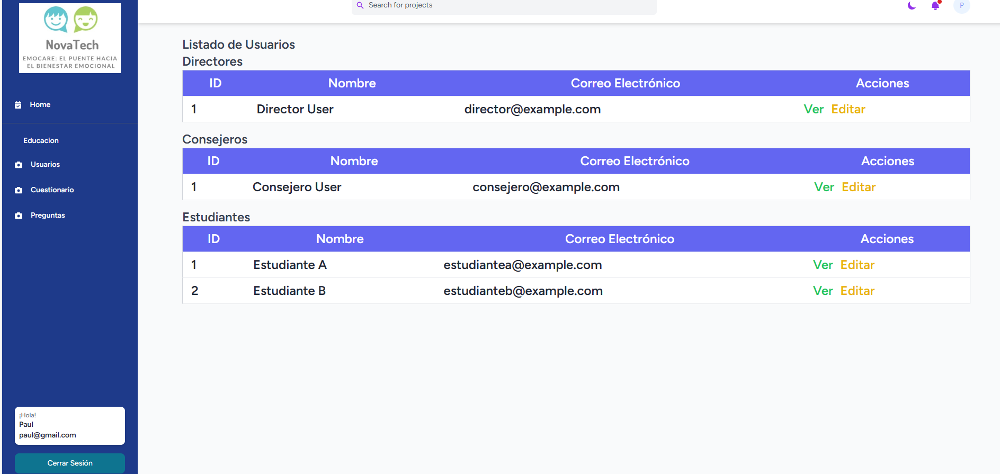 NovaTech
EMOCARE: EL PUENTE HACIA
EL BIENESTAR EMOCIONAL
Home
Educacion
Usuarios
Cuestionario
Preguntas
¡Hola!
Paul
paul@gmail.com
Cerrar Sesión
Search for projects
P
Listado de Usuarios
Directores
ID Nombre Correo Electrónico Acciones
1 Director User director@example.com Ver Editar
Consejeros
ID Nombre Correo Electrónico Acciones
1 Consejero User consejero@example.com Ver Editar
Estudiantes
ID Nombre Correo Electrónico Acciones
1 Estudiante A estudiantea@example.com Ver Editar
2 Estudiante B estudianteb@example.com Ver Editar